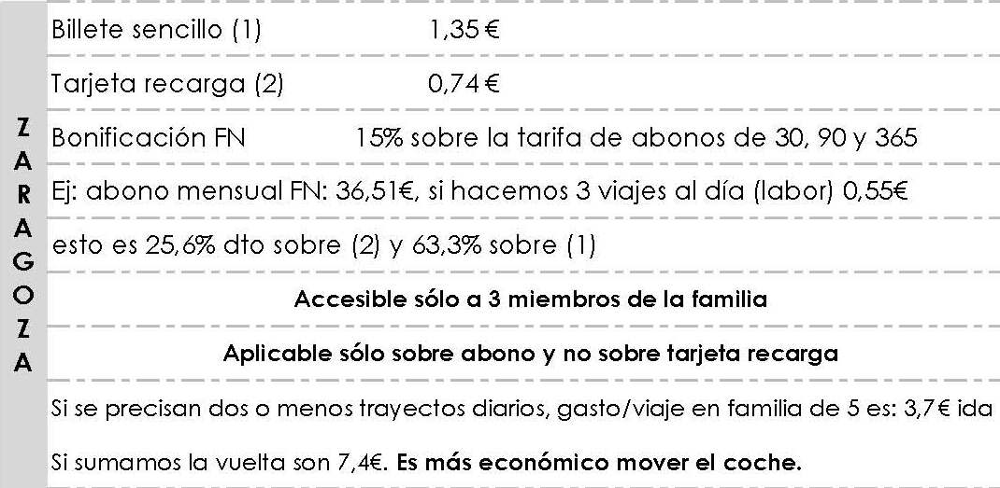 ZARAGOZA
Billete sencillo (1) 1,35 €
Tarjeta recarga (2) 0,74 €
Bonificación FN 15% sobre la tarifa de abonos de 30, 90 y 365
Ej: abono mensual FN: 36,51€, si hacemos 3 viajes al día (labor) 0,55€
esto es 25,6% dto sobre (2) y 63,3% sobre (1)
Accesible sólo a 3 miembros de la familia
Aplicable sólo sobre abono y no sobre tarjeta recarga
Si se precisan dos o menos trayectos diarios, gasto/viaje en familia de 5 es: 3,7€ ida
Si sumamos la vuelta son 7,4€. Es más económico mover el coche.